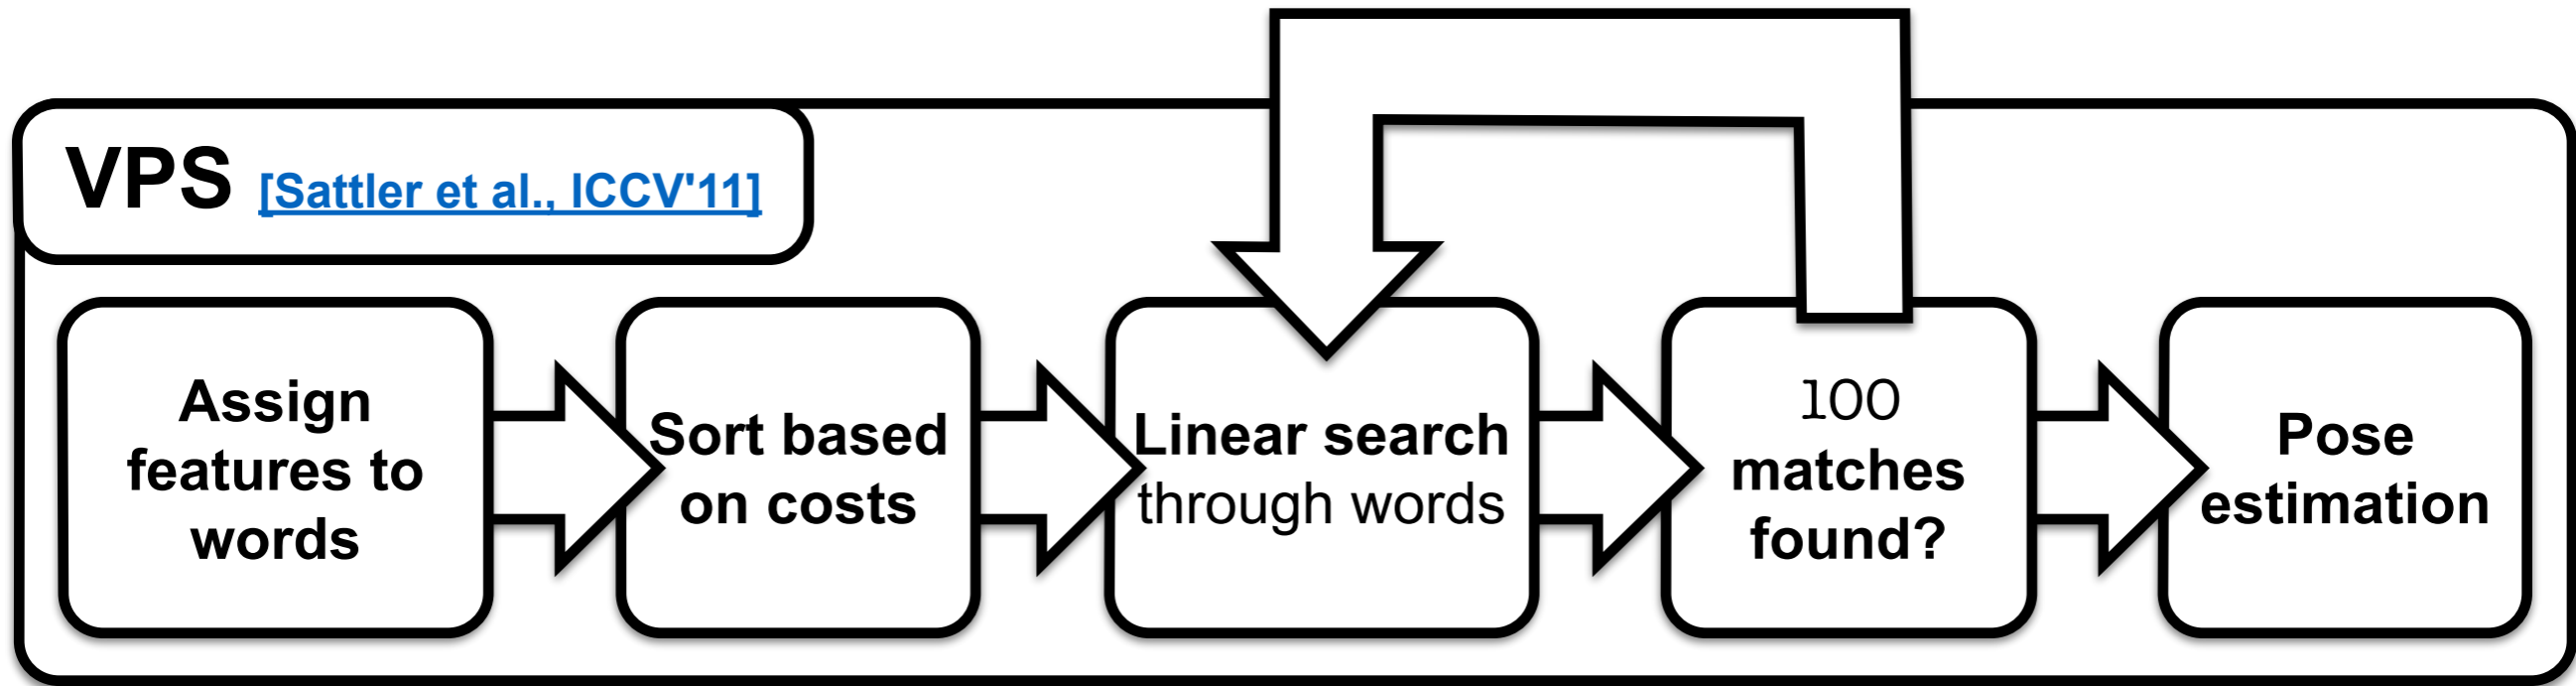 VPS [Sattler et al., ICCV'11]
Assign
features to
words
Sort based
on costs
Linear search
through words
100
matches
found?
Pose
estimation